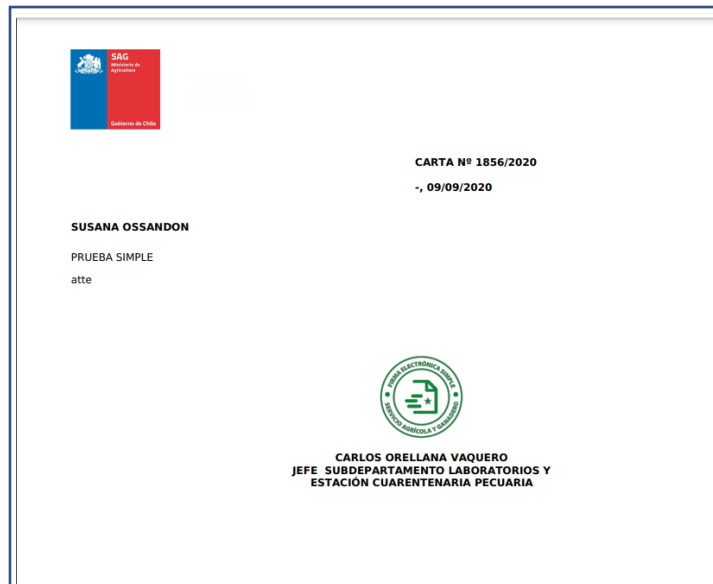 SAG
Ministerio de
Agricultura
Gobierno de Chile
CARTA Nº 1856/2020
-, 09/09/2020
SUSANA OSSANDON
PRUEBA SIMPLE
atte
FIRMA ELECTRÓNICA SIMPLE
SERVICIO AGRÍCOLA Y GANADERO
CARLOS ORELLANA VAQUERO
JEFE SUBDEPARTAMENTO LABORATORIOS Y
ESTACIÓN CUARENTENARIA PECUARIA